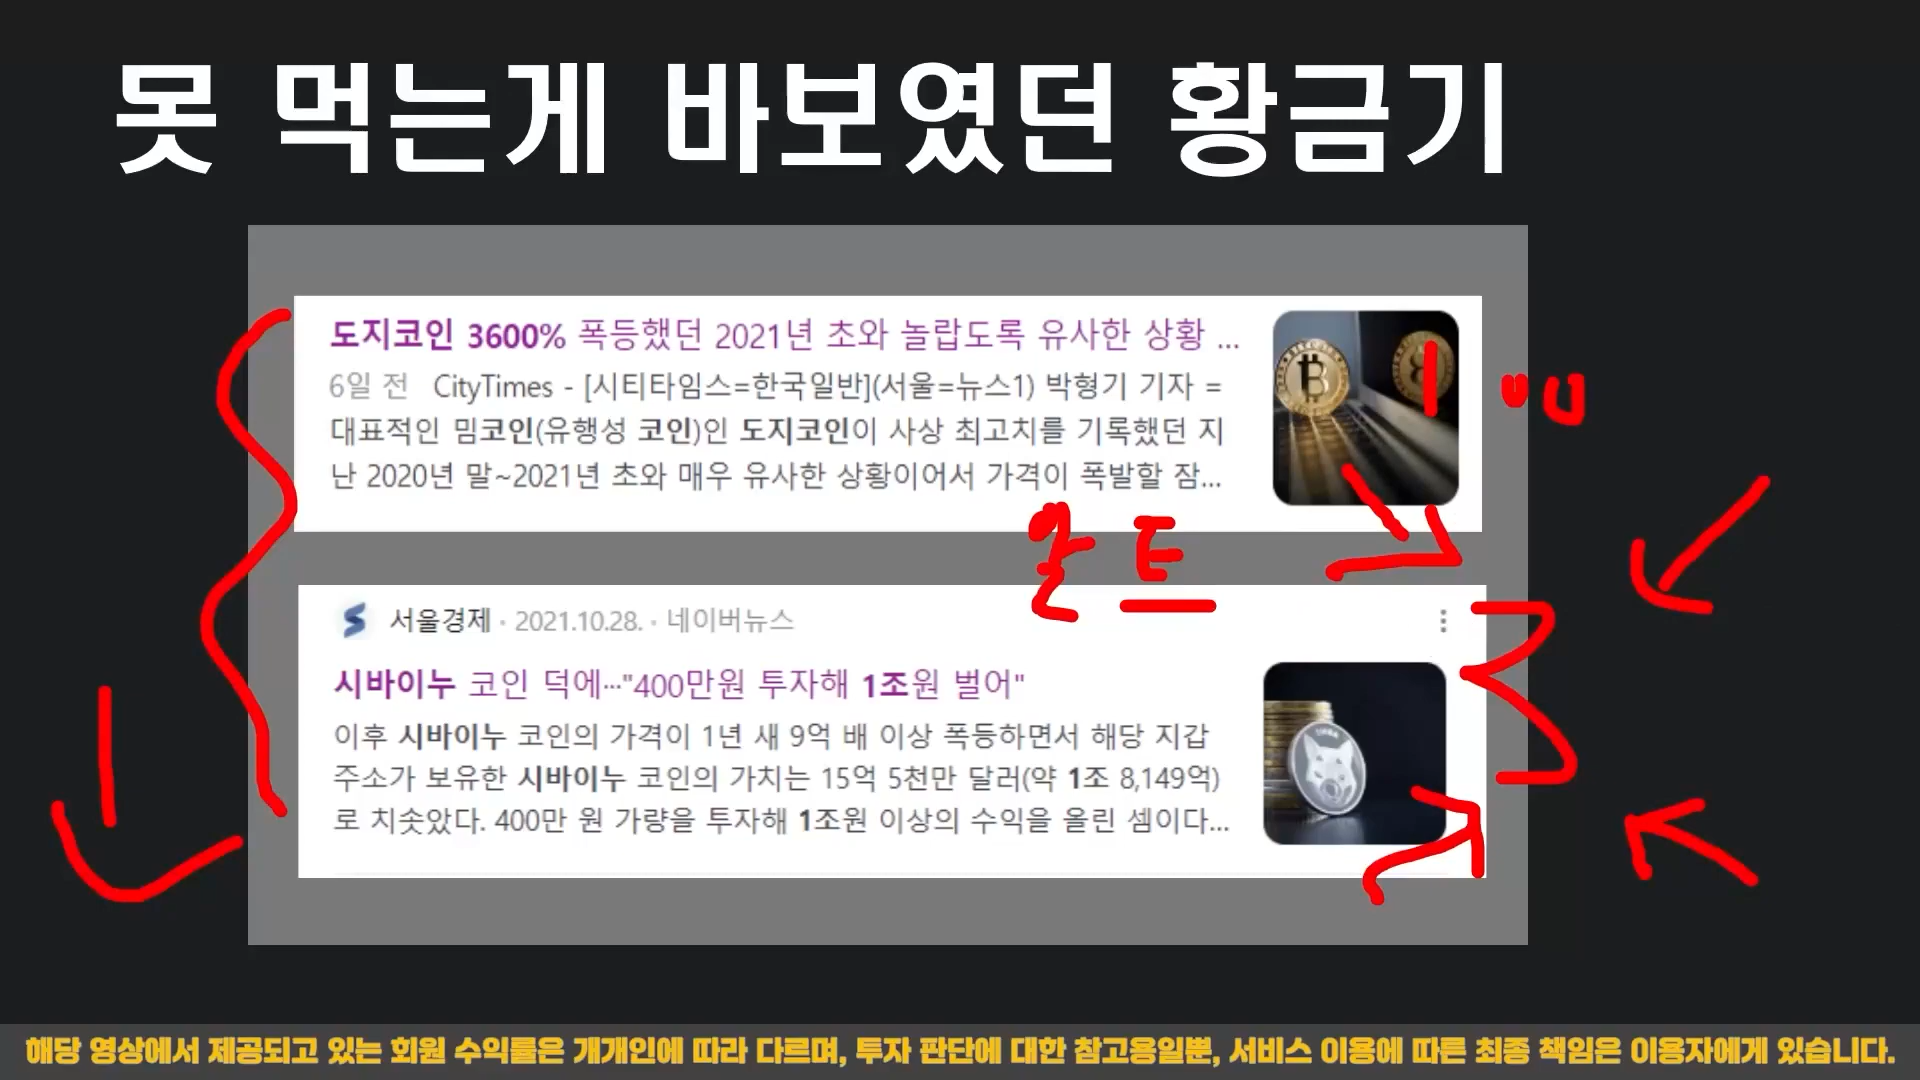 못 먹는게 바보였던 황금기
도지코인 3600% 폭등했던 2021년 초와 놀랍도록 유사한 상황 ...
6일 전 CityTimes - [시티타임스=한국일반](서울=뉴스1) 박형기 기자 =
대표적인 밈코인(유행성 코인)인 도지코인이 사상 최고치를 기록했던 지
난 2020년 말~2021년 초와 매우 유사한 상황이어서 가격이 폭발할 잠...
알트
서울경제 · 2021.10.28. · 네이버뉴스
시바이누 코인 덕에···"400만원 투자해 1조원 벌어"
이후 시바이누 코인의 가격이 1년 새 9억 배 이상 폭등하면서 해당 지갑
주소가 보유한 시바이누 코인의 가치는 15억 5천만 달러(약 1조 8,149억)
로 치솟았다. 400만 원 가량을 투자해 1조원 이상의 수익을 올린 셈이다...
해당 영상에서 제공되고 있는 회원 수익률은 개개인에 따라 다르며, 투자 판단에 대한 참고용일뿐, 서비스 이용에 따른 최종 책임은 이용자에게 있습니다.